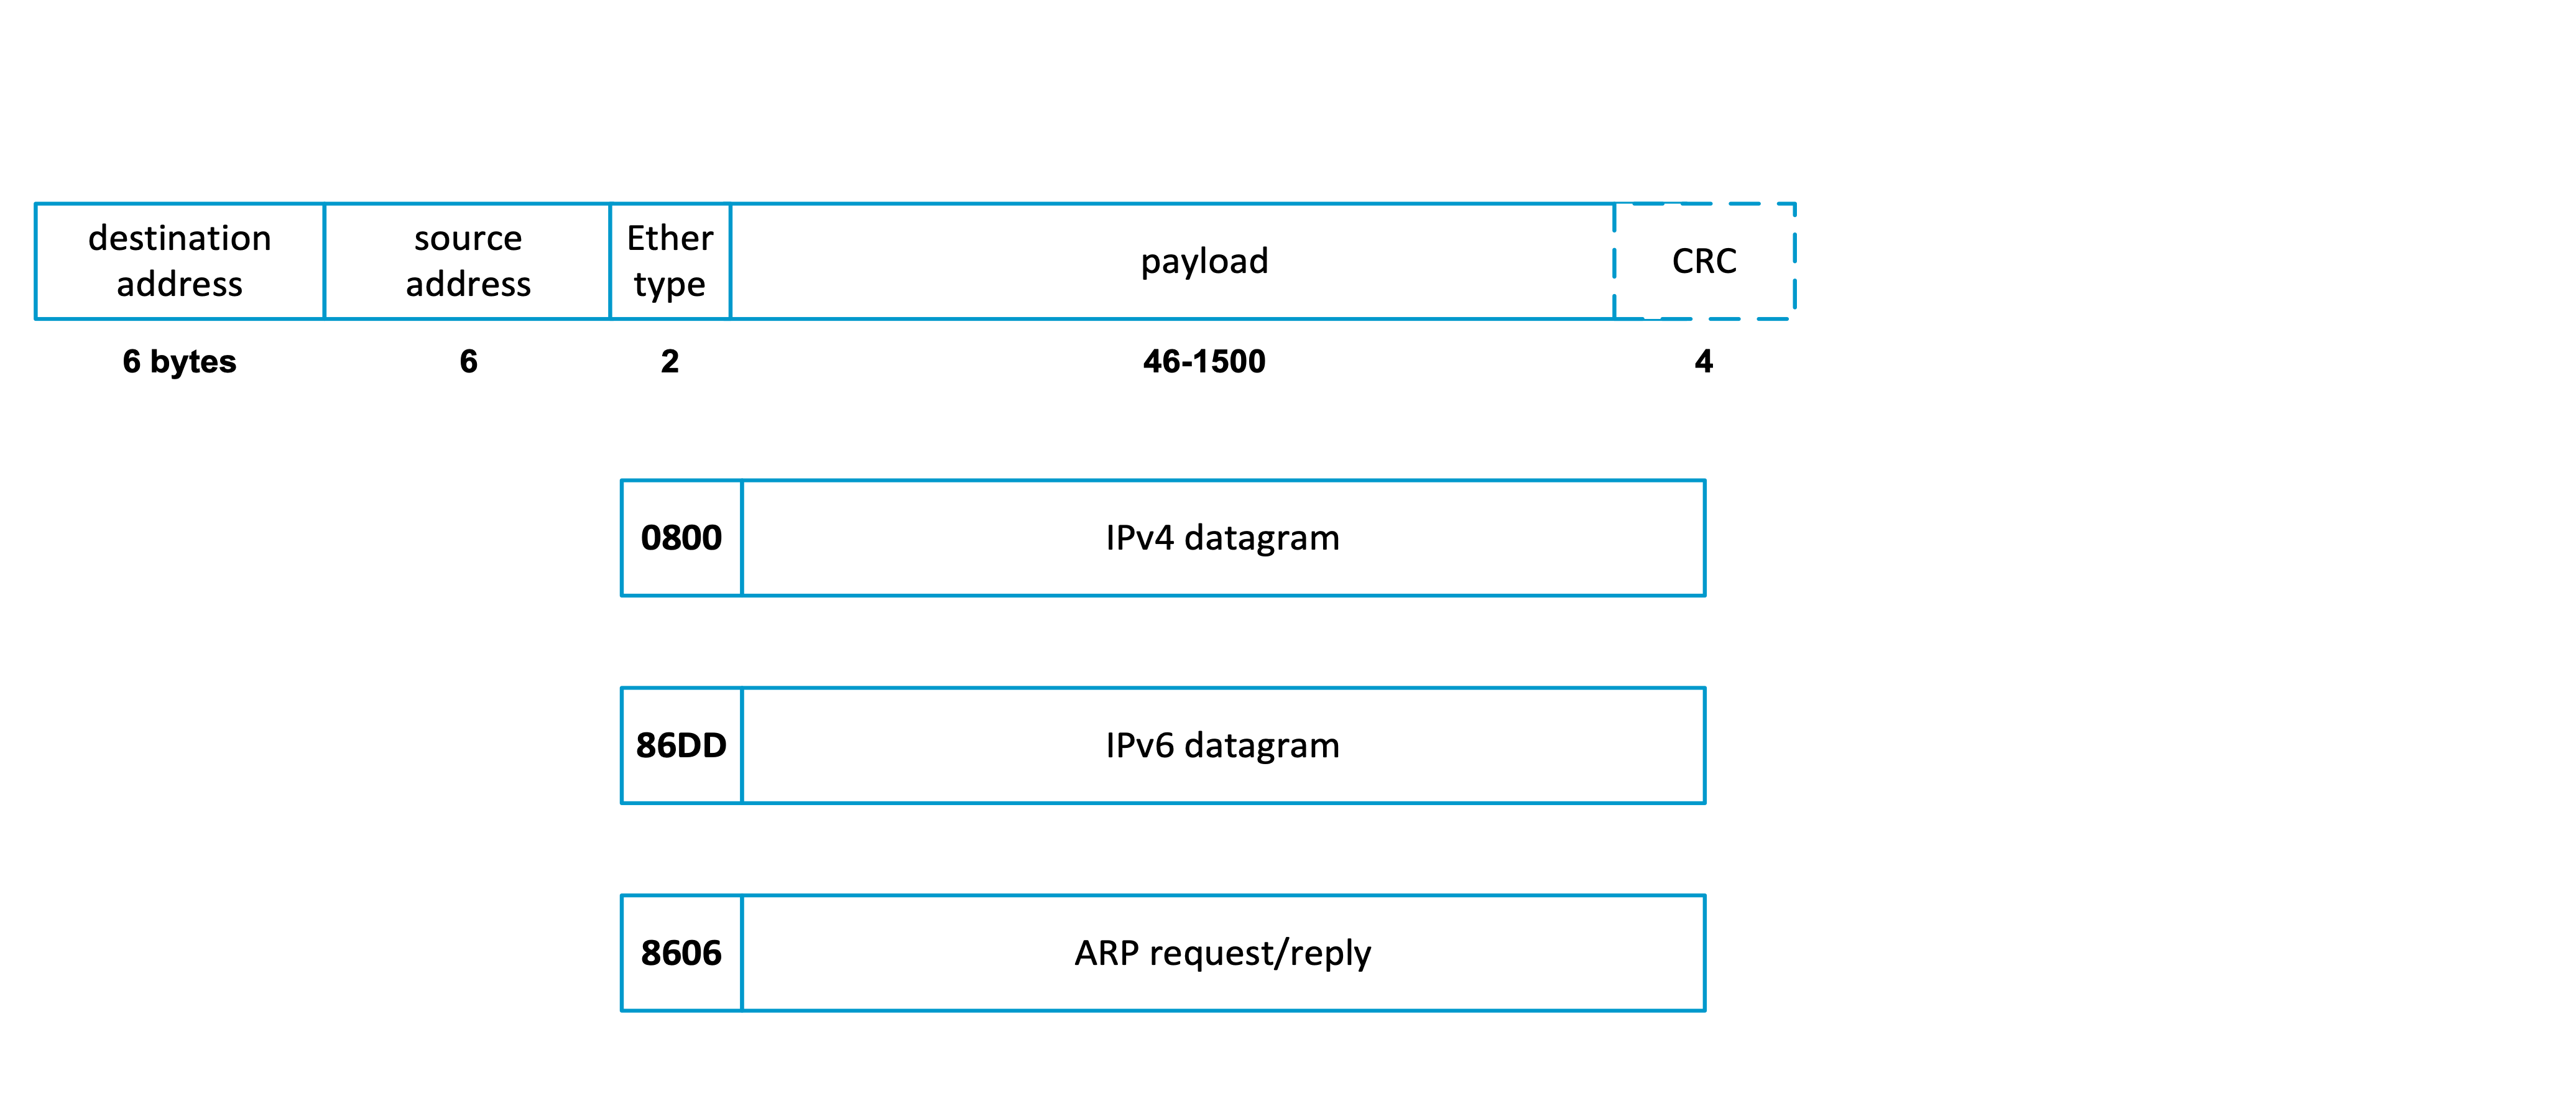 destination
address
source
address
Ether
type
payload
CRC
6 bytes
6
2
46-1500
4
0800
IPv4 datagram
86DD
IPv6 datagram
8606
ARP request/reply